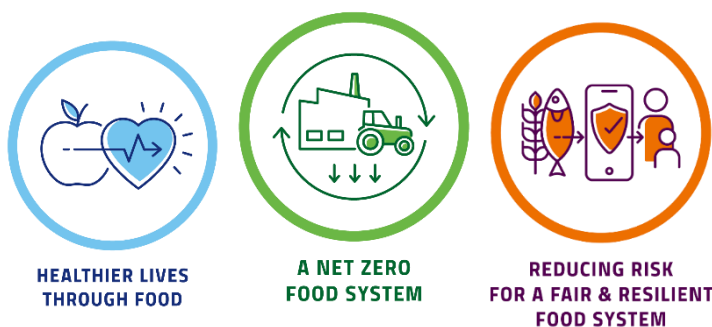 HEALTHIER LIVES
THROUGH FOOD
A NET ZERO
FOOD SYSTEM
REDUCING RISK
FOR A FAIR & RESILIENT
FOOD SYSTEM